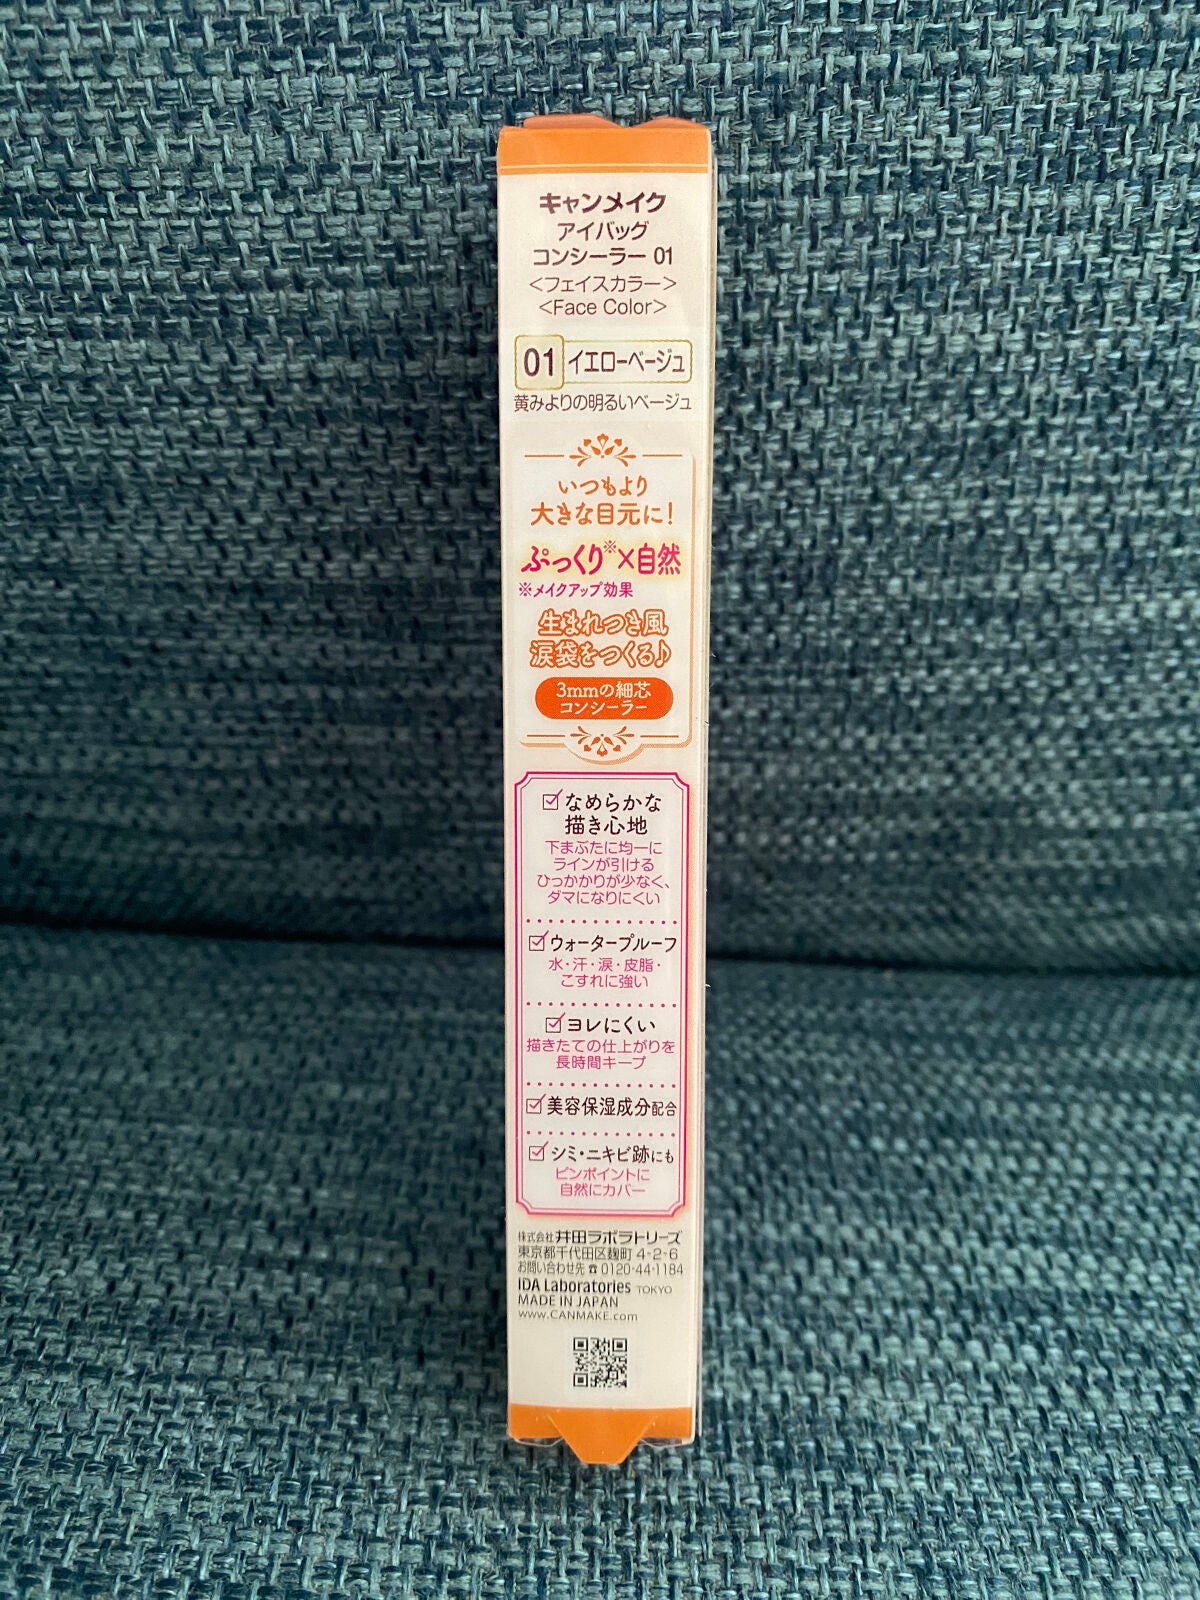 キャンメイク
アイバッグ
コンシーラー 01
<フェイスカラー>
<Face Color>
01 イエローベージュ
黄みよりの明るいベージュ
いつもより
大きな目元に!
ぷっくり※×自然
※メイクアップ効果
生まれつき風
涙袋をつくる♪
3mmの細芯
コンシーラー
なめらかな
描き心地
下まぶたに均一に
ラインが引ける
ひっかかりが少なく、
ダマになりにくい
ウォータープルーフ
水・汗・涙・皮脂・
こすれに強い
ヨレにくい
描きたての仕上がりを
長時間キープ
美容保湿成分配合
シミ・ニキビ跡にも
ピンポイントに
自然にカバー
株式会社 井田ラボラトリーズ
東京都千代田区麹町 4-2-6
お問い合わせ先 ☎ 0120-44-1184
IDA Laboratories TOKYO
MADE IN JAPAN
www.CANMAKE.com